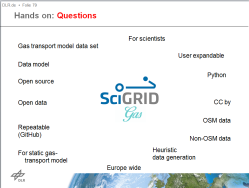 DLR.de • Folie 79
Hands on: Questions
For scientists
Gas transport model data set
User expandable
Data model
Python
Open source
SciGRID
Gas
Open data
CC by
OSM data
Repeatable
(GitHub)
Non-OSM data
For static gas-
transport model
Heuristic
data generation
Europe wide
DLR